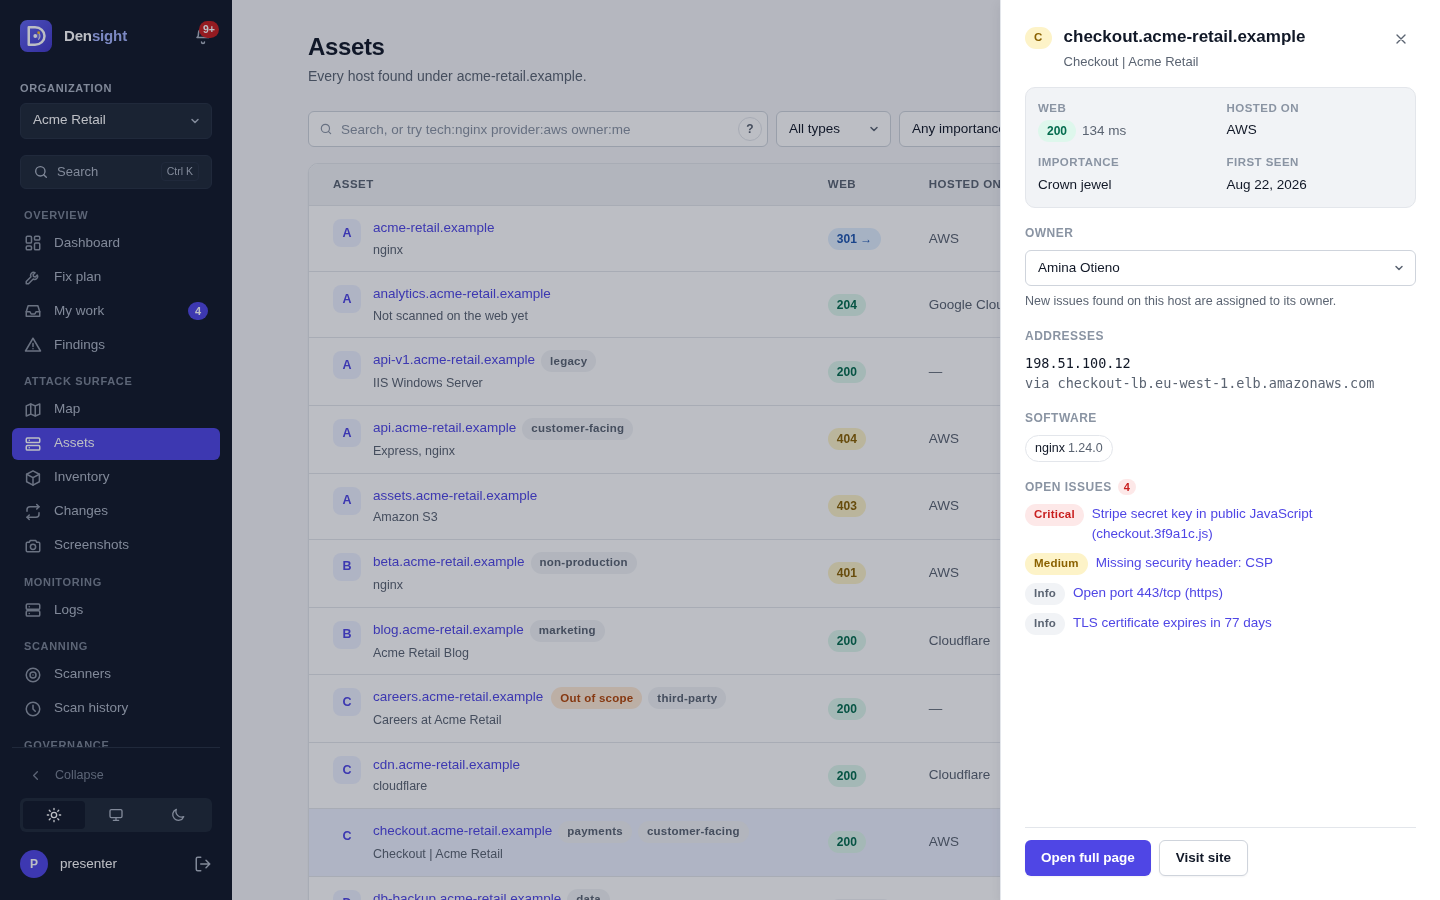 Densight
9+
ORGANIZATION
Acme Retail
Search
Ctrl K
OVERVIEW
Dashboard
Fix plan
My work
4
Findings
ATTACK SURFACE
Map
Assets
Inventory
Changes
Screenshots
MONITORING
Logs
SCANNING
Scanners
Scan history
GOVERNANCE
Collapse
P
presenter
Assets
Every host found under acme-retail.example.
Search, or try tech:nginx provider:aws owner:me
?
All types
Any importance
ASSET
WEB
HOSTED ON
A
acme-retail.example
nginx
301 →
AWS
A
analytics.acme-retail.example
Not scanned on the web yet
204
Google Clou
A
api-v1.acme-retail.example
legacy
IIS Windows Server
200
—
A
api.acme-retail.example
customer-facing
Express, nginx
404
AWS
A
assets.acme-retail.example
Amazon S3
403
AWS
B
beta.acme-retail.example
non-production
nginx
401
AWS
B
blog.acme-retail.example
marketing
Acme Retail Blog
200
Cloudflare
C
careers.acme-retail.example
Out of scope
third-party
Careers at Acme Retail
200
—
C
cdn.acme-retail.example
cloudflare
200
Cloudflare
C
checkout.acme-retail.example
payments
customer-facing
Checkout | Acme Retail
200
AWS
db-backup.acme-retail.example
data
C
checkout.acme-retail.example
Checkout | Acme Retail
WEB
HOSTED ON
200
134 ms
AWS
IMPORTANCE
FIRST SEEN
Crown jewel
Aug 22, 2026
OWNER
Amina Otieno
New issues found on this host are assigned to its owner.
ADDRESSES
198.51.100.12
via checkout-lb.eu-west-1.elb.amazonaws.com
SOFTWARE
nginx 1.24.0
OPEN ISSUES
4
Critical
Stripe secret key in public JavaScript
(checkout.3f9a1c.js)
Medium
Missing security header: CSP
Info
Open port 443/tcp (https)
Info
TLS certificate expires in 77 days
Open full page
Visit site